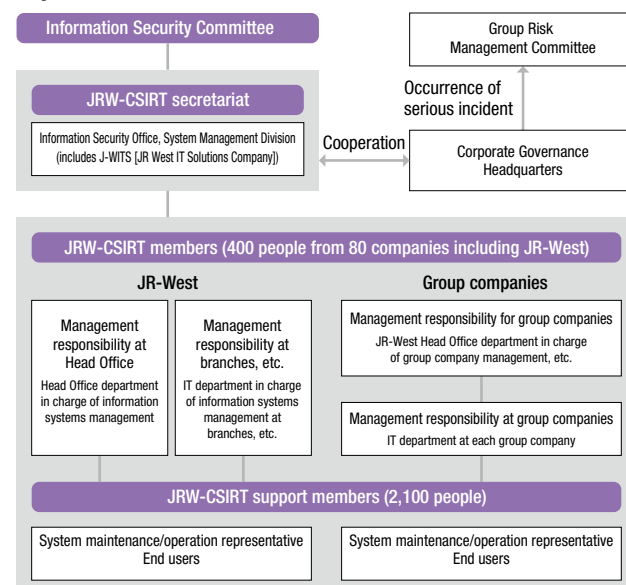 Information Security Committee
Group Risk
Management Committee
JRW-CSIRT secretariat
Occurrence of
serious incident
Information Security Office, System Management Division
(includes J-WITS [JR West IT Solutions Company])
Cooperation
Corporate Governance
Headquarters
JRW-CSIRT members (400 people from 80 companies including JR-West)
JR-West
Management
responsibility at
Head Office
Head Office department
in charge of information
systems management
Management
responsibility at
branches, etc.
IT department in charge
of information systems
management at
branches, etc.
Group companies
Management responsibility for group companies
JR-West Head Office department in charge
of group company management, etc.
Management responsibility at group companies
IT department at each group company
JRW-CSIRT support members (2,100 people)
System maintenance/operation representative
End users
System maintenance/operation representative
End users